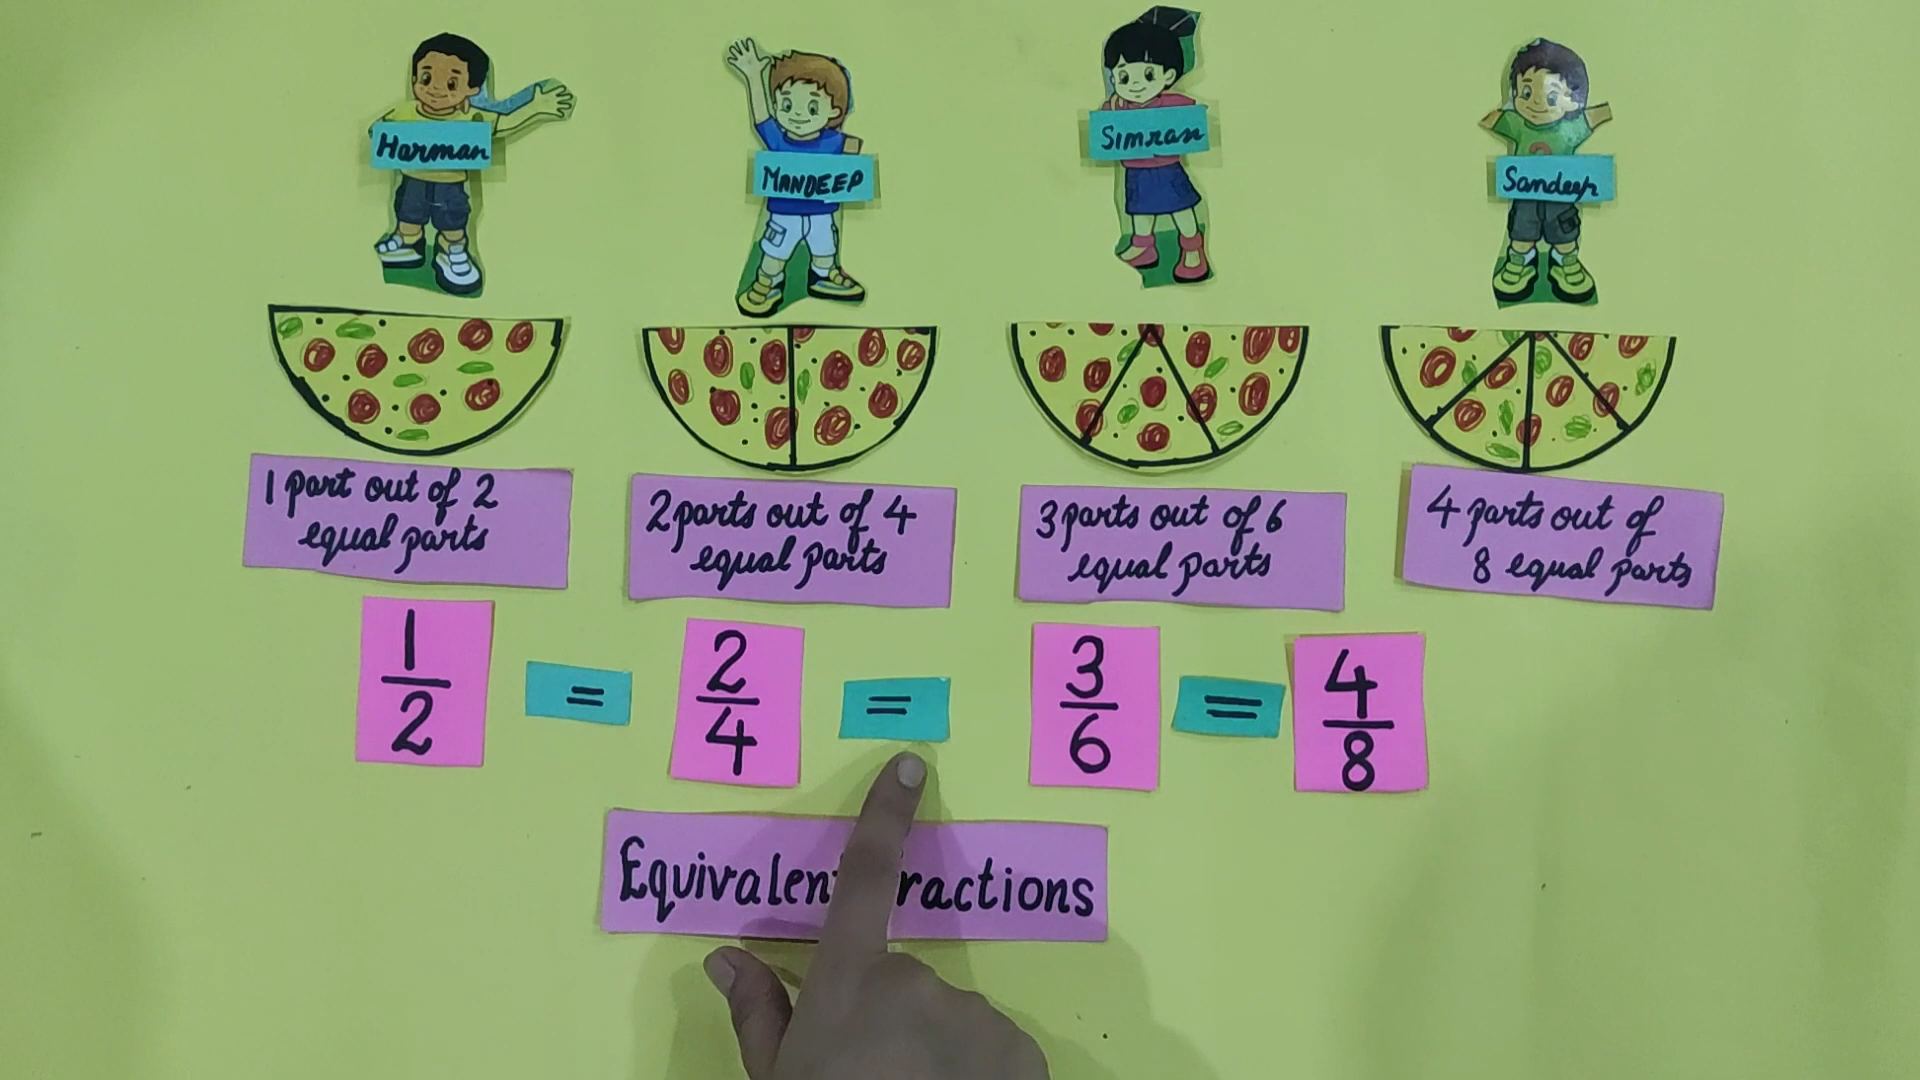 Harman
MANDEEP
Simran
Sandeep
1 part out of 2
equal parts
2 parts out of 4
equal parts
3 parts out of 6
equal parts
4 parts out of
8 equal parts
1/2 = 2/4 = 3/6 = 4/8
Equivalent Fractions